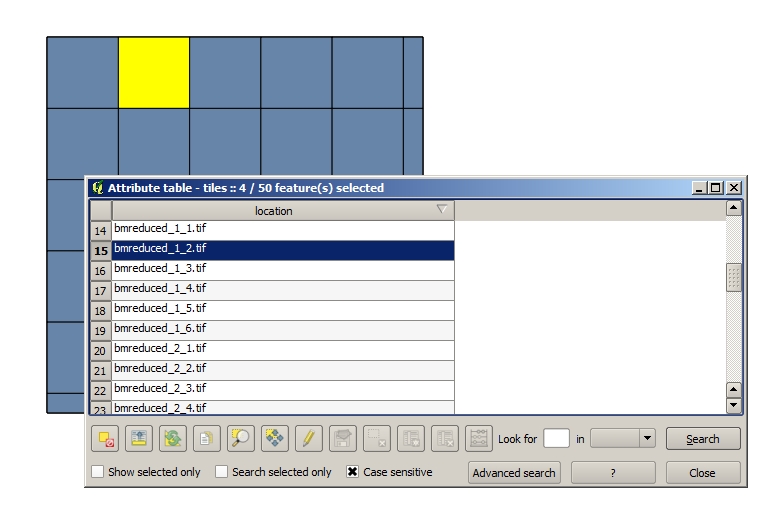 Attribute table - tiles :: 4 / 50 feature(s) selected
location
14 bmreduced_1_1.tif
15 bmreduced_1_2.tif
16 bmreduced_1_3.tif
17 bmreduced_1_4.tif
18 bmreduced_1_5.tif
19 bmreduced_1_6.tif
20 bmreduced_2_1.tif
21 bmreduced_2_2.tif
22 bmreduced_2_3.tif
23 bmreduced_2_4.tif
Look for in Search
Show selected only Search selected only Case sensitive Advanced search ? Close